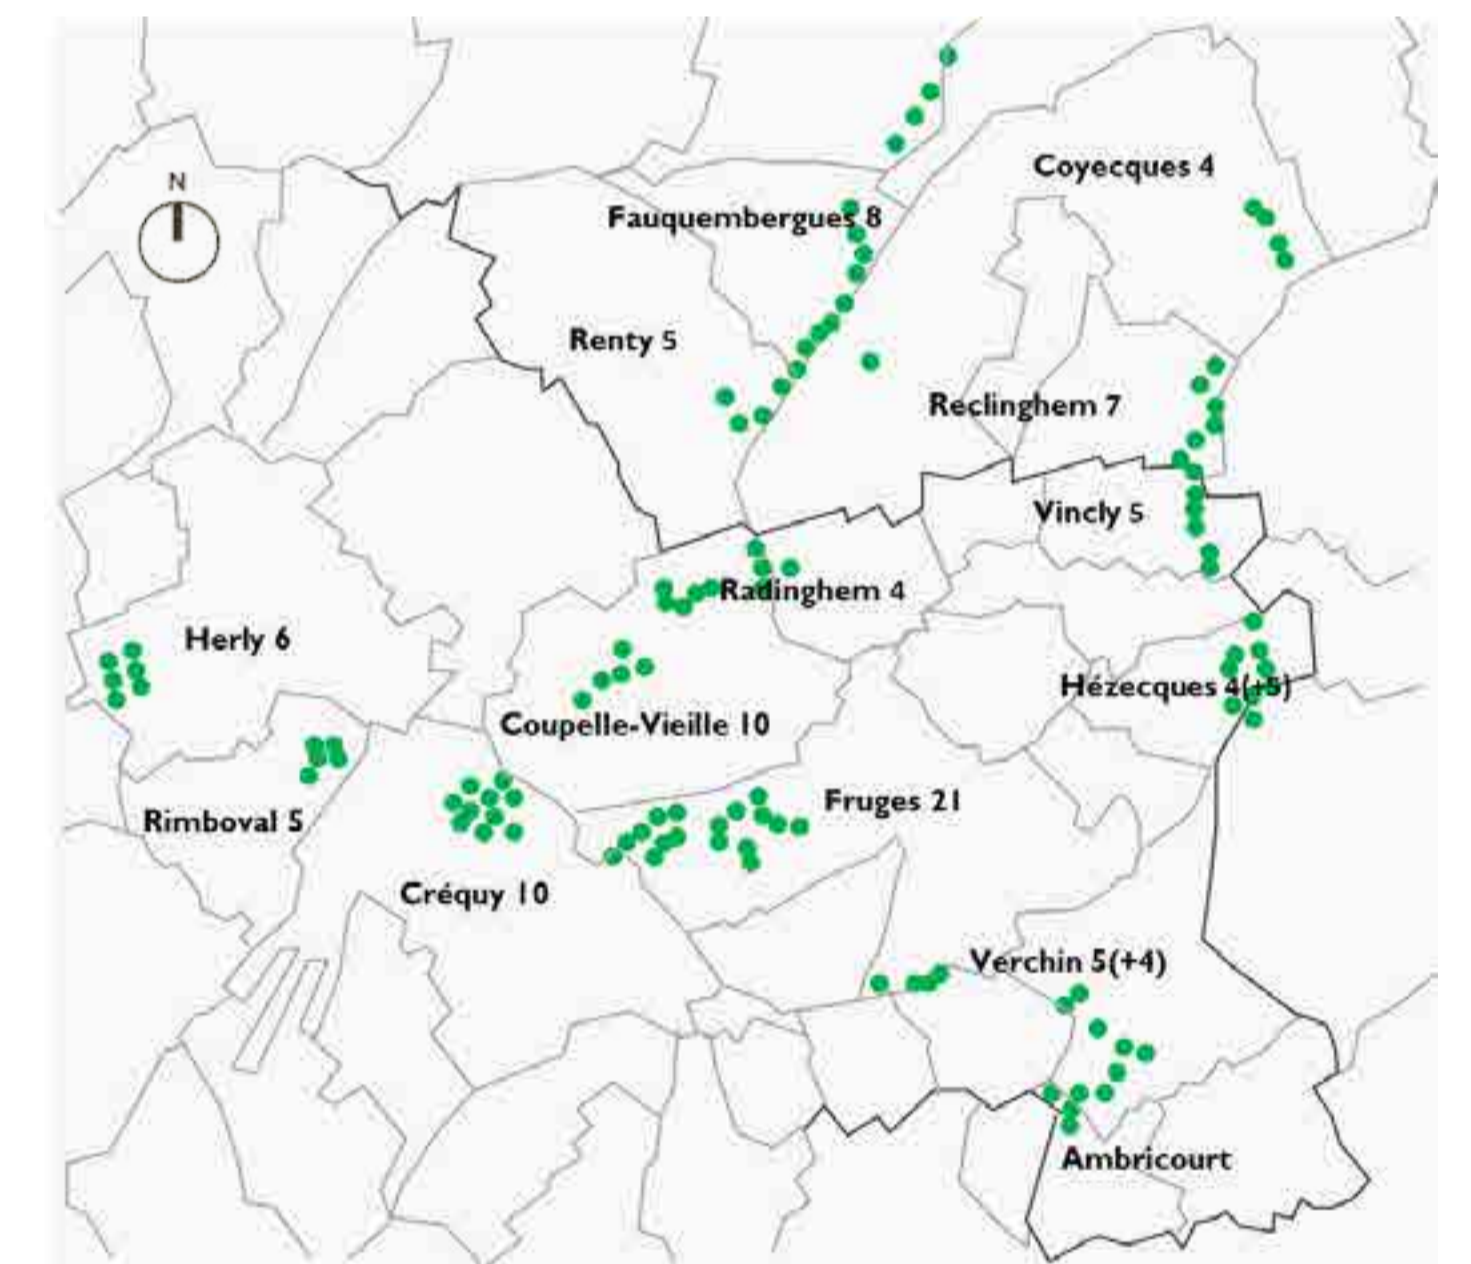 Coyecques 4
N
Fauquembergues 8
Renty 5
Reclinghem 7
Vincly 5
Radinghem 4
Herly 6
Hézecques 4(+5)
Coupelle-Vieille 10
Fruges 21
Rimboval 5
Créquy 10
Verchin 5(+4)
Ambricourt